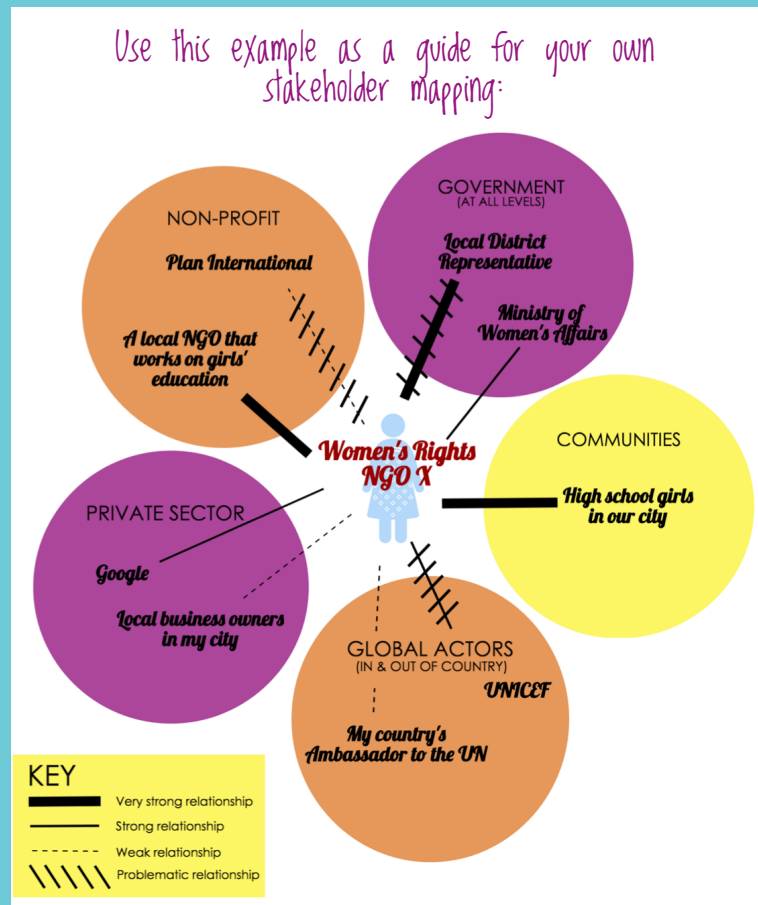 Use this example as a guide for your own
stakeholder mapping:
NON-PROFIT
Plan International
A local NGO that
works on girls'
education
GOVERNMENT
(AT ALL LEVELS)
Local District
Representative
Ministry of
Women's Affairs
Women's Rights
NGO X
COMMUNITIES
High school girls
in our city
PRIVATE SECTOR
Google
Local business owners
in my city
GLOBAL ACTORS
(IN & OUT OF COUNTRY)
UNICEF
My country's
Ambassador to the UN
KEY
Very strong relationship
Strong relationship
Weak relationship
Problematic relationship